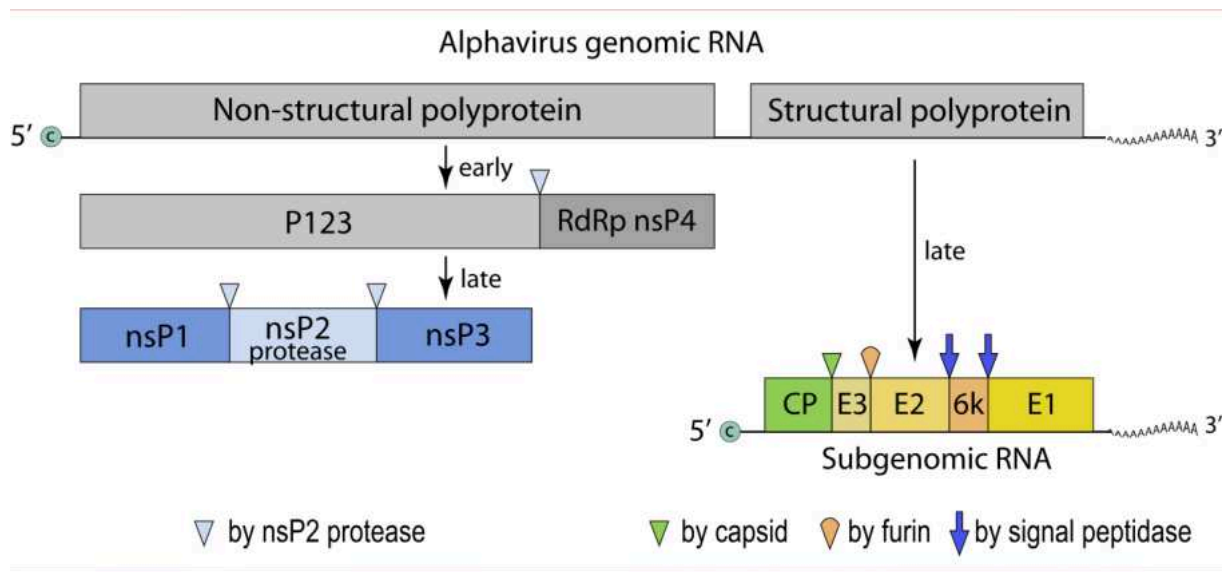 Alphavirus genomic RNA
Non-structural polyprotein
Structural polyprotein
5′ c
3′
early
P123
RdRp nsP4
late
late
nsP1
nsP2
protease
nsP3
CP
E3
E2
6k
E1
5′ c
3′
Subgenomic RNA
by nsP2 protease
by capsid
by furin
by signal peptidase